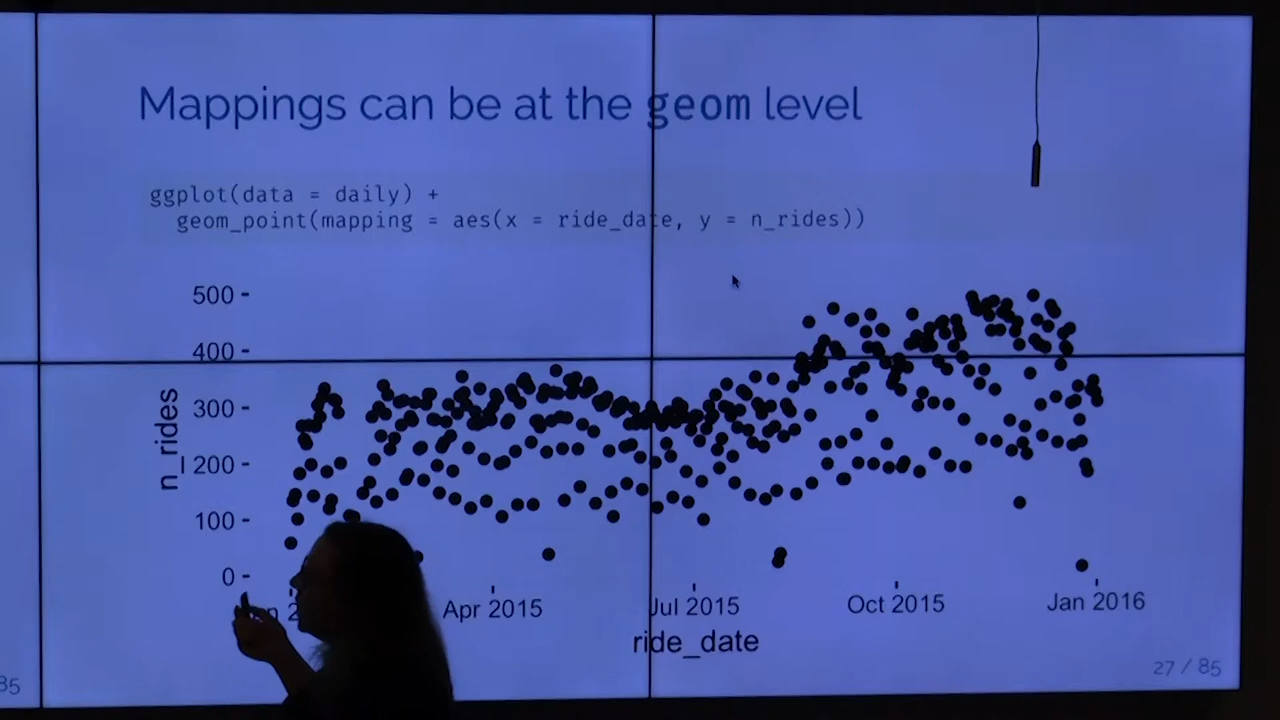 Mappings can be at the geom level
ggplot(data = daily) +
geom_point(mapping = aes(x = ride_date, y = n_rides))
500
400
300
200
100
0
n_rides
Apr 2015
Jul 2015
Oct 2015
Jan 2016
ride_date
27 / 85
85